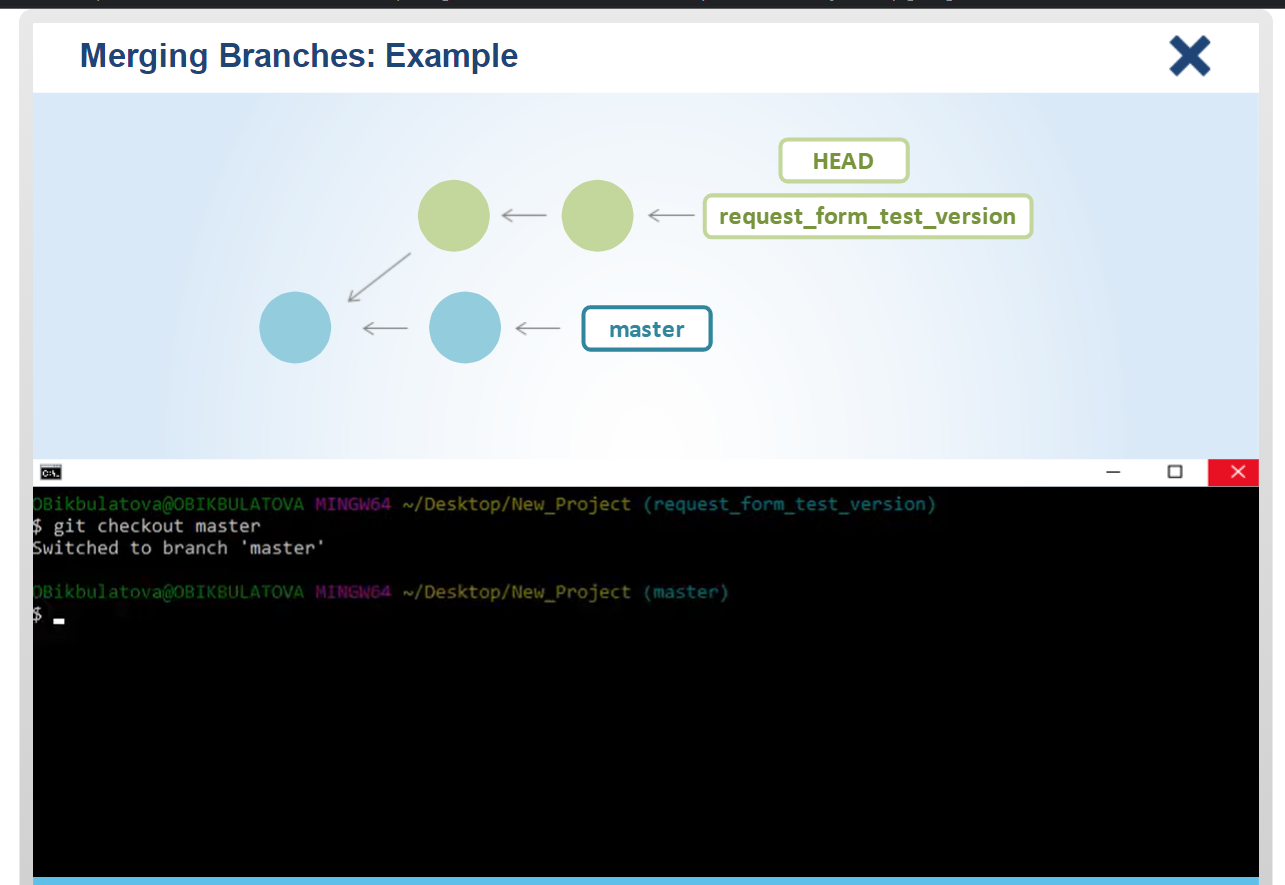 Merging Branches: Example
HEAD
request_form_test_version
master
C:\.
OBikbulatova@OBIKBULATOVA MINGW64 ~/Desktop/New_Project (request_form_test_version)
$ git checkout master
Switched to branch 'master'
OBikbulatova@OBIKBULATOVA MINGW64 ~/Desktop/New_Project (master)
$